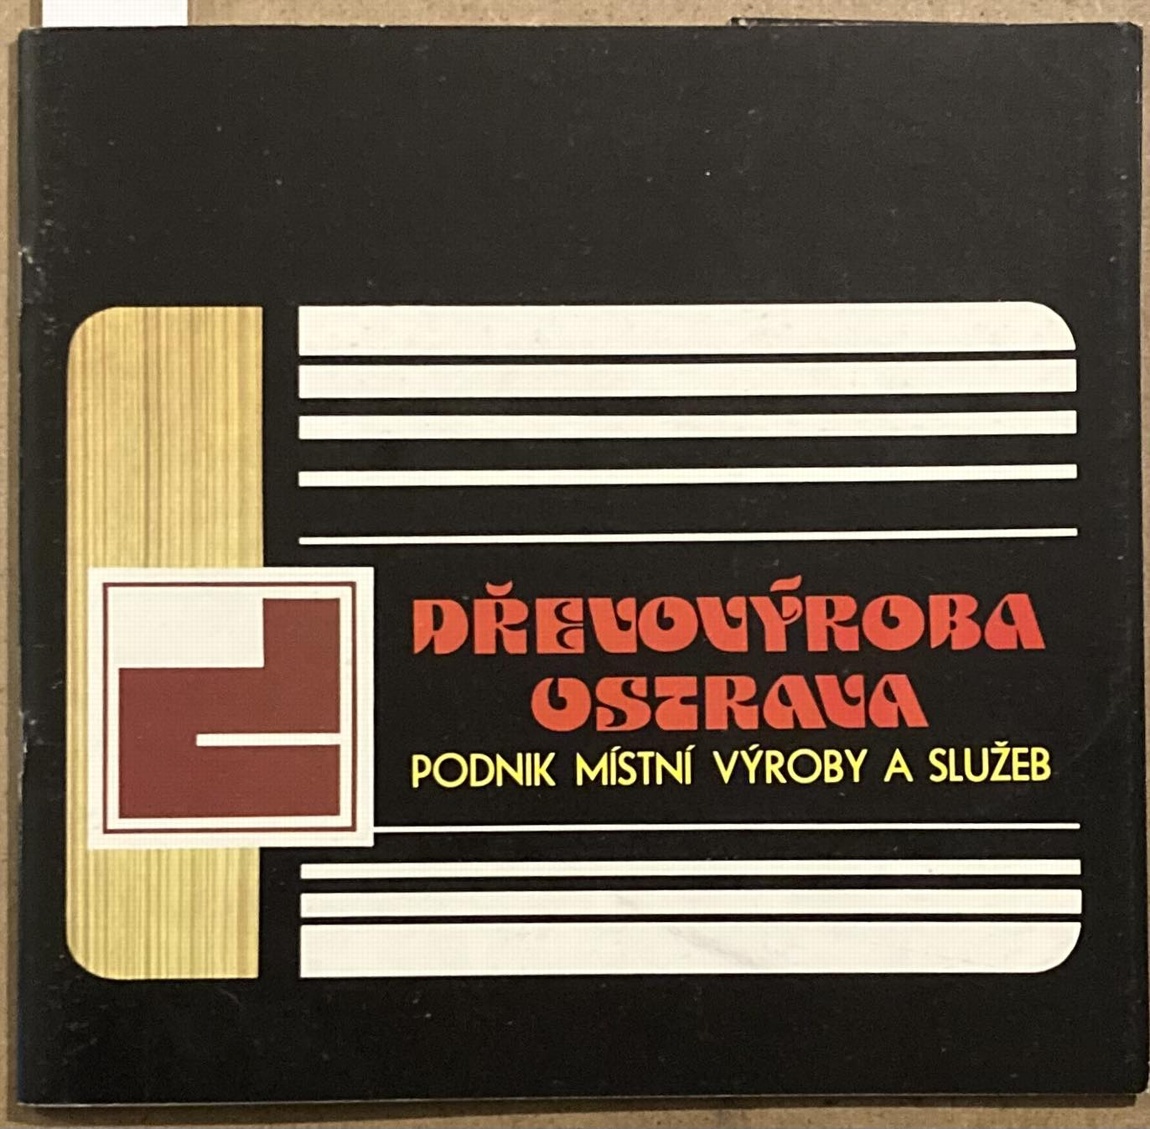 DŘEVOVÝROBA
OSTRAVA
PODNIK MÍSTNÍ VÝROBY A SLUŽEB